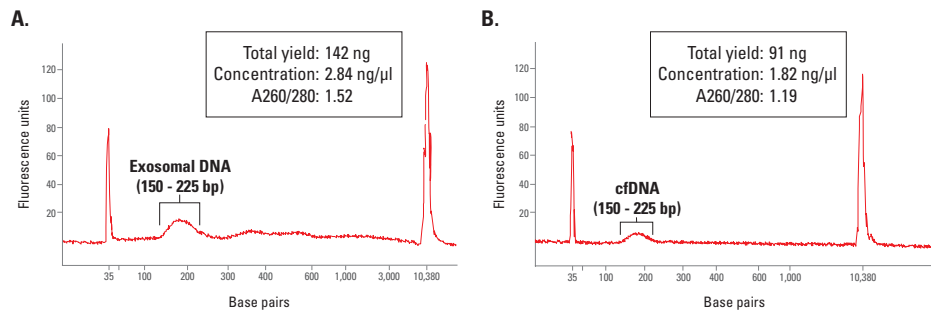 A.
Total yield: 142 ng
Concentration: 2.84 ng/µl
A260/280: 1.52
Fluorescence units
120
100
80
60
40
20
Exosomal DNA
(150 - 225 bp)
35 100 200 300 400 600 1,000 3,000 10,380
Base pairs
B.
Total yield: 91 ng
Concentration: 1.82 ng/µl
A260/280: 1.19
Fluorescence units
120
100
80
60
40
20
cfDNA
(150 - 225 bp)
35 100 200 300 400 600 1,000 10,380
Base pairs